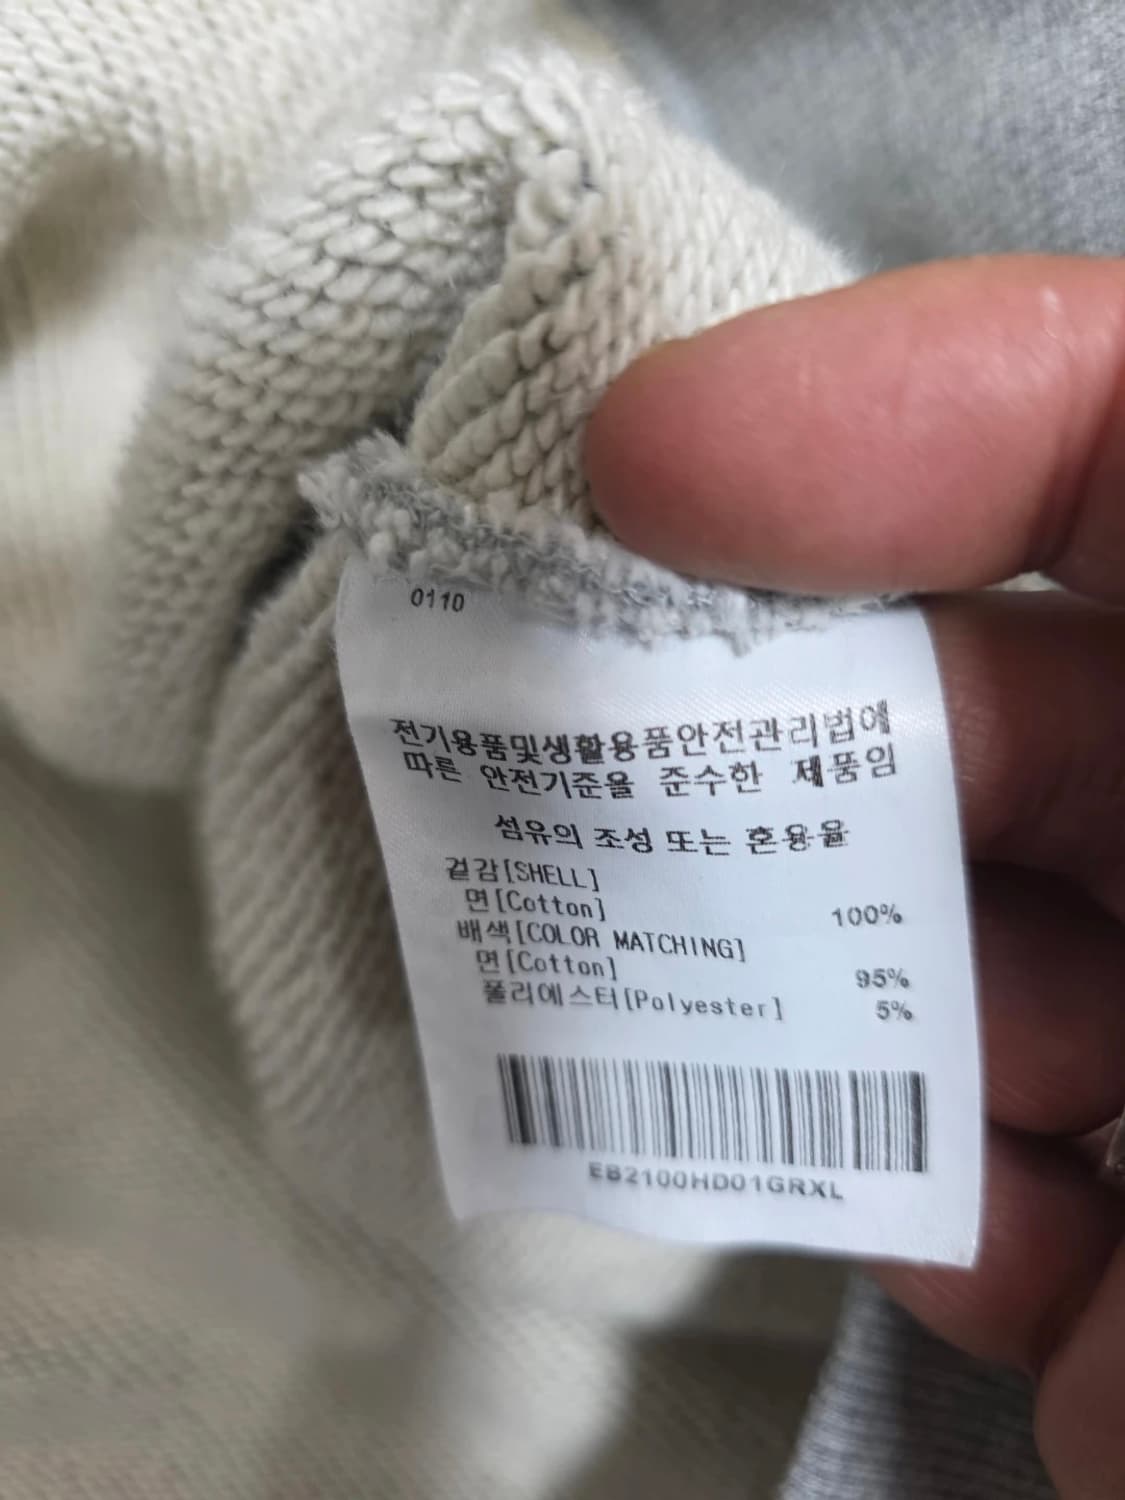 0110
전기용품및생활용품안전관리법에
따른 안전기준을 준수한 제품임
섬유의 조성 또는 혼용율
겉감[SHELL]
면[Cotton] 100%
배색[COLOR MATCHING]
면[Cotton] 95%
폴리에스터[Polyester] 5%
EB2100HD01GRXL